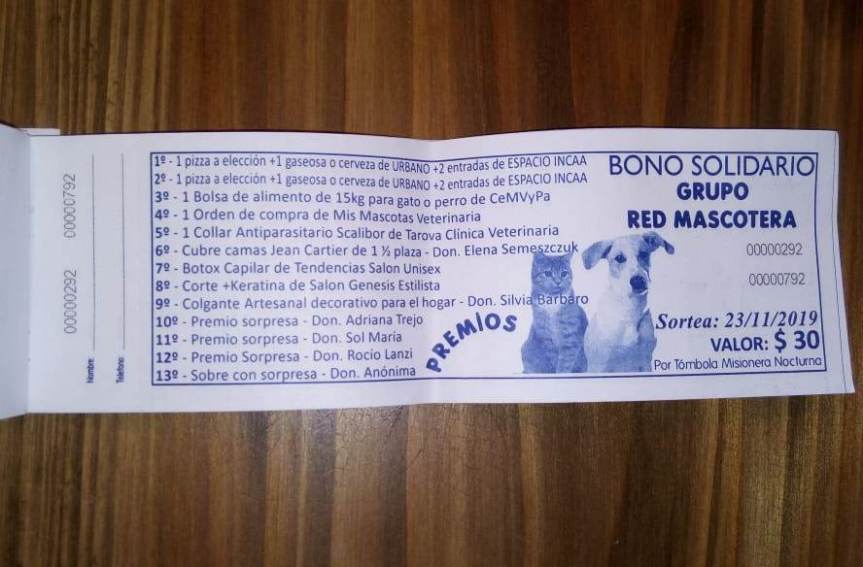 00000292 00000792
Nombre:
Teléfono:
1º - 1 pizza a elección +1 gaseosa o cerveza de URBANO +2 entradas de ESPACIO INCAA
2º - 1 pizza a elección +1 gaseosa o cerveza de URBANO +2 entradas de ESPACIO INCAA
3º - 1 Bolsa de alimento de 15kg para gato o perro de CeMVyPa
4º - 1 Orden de compra de Mis Mascotas Veterinaria
5º - 1 Collar Antiparasitario Scalibor de Tarova Clínica Veterinaria
6º - Cubre camas Jean Cartier de 1 ½ plaza - Don. Elena Semeszczuk
7º - Botox Capilar de Tendencias Salon Unisex
8º - Corte +Keratina de Salon Genesis Estilista
9º - Colgante Artesanal decorativo para el hogar - Don. Silvia Barbaro
10º - Premio sorpresa - Don. Adriana Trejo
11º - Premio sorpresa - Don. Sol María
12º - Premio Sorpresa - Don. Rocio Lanzi
13º - Sobre con sorpresa - Don. Anónima
PREMIOS
BONO SOLIDARIO
GRUPO
RED MASCOTERA
00000292
00000792
Sortea: 23/11/2019
VALOR: $ 30
Por Tómbola Misionera Nocturna